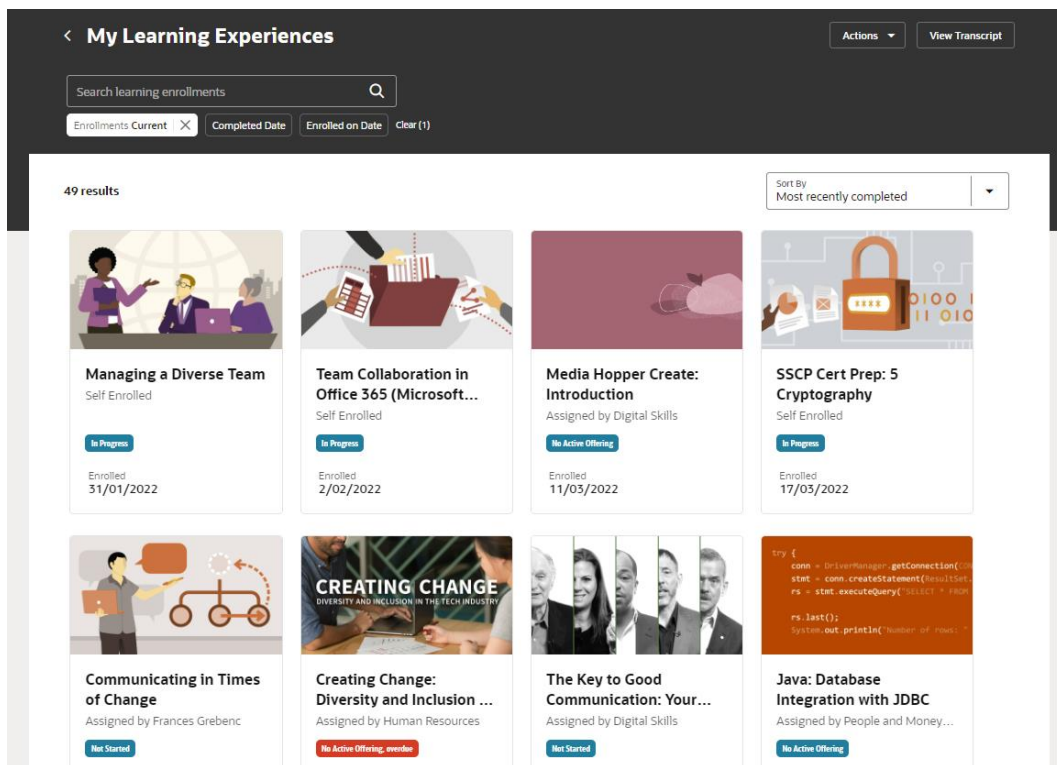 My Learning Experiences
Actions
View Transcript
Search learning enrollments
Enrollments Current
Completed Date
Enrolled on Date
Clear (1)
49 results
Sort By
Most recently completed
****
0100
11 010
Managing a Diverse Team
Self Enrolled
In Progress
Enrolled
31/01/2022
Team Collaboration in
Office 365 (Microsoft...
Self Enrolled
In Progress
Enrolled
2/02/2022
Media Hopper Create:
Introduction
Assigned by Digital Skills
No Active Offering
Enrolled
11/03/2022
SSCP Cert Prep: 5
Cryptography
Self Enrolled
In Progress
Enrolled
17/03/2022
CREATING CHANGE
DIVERSITY AND INCLUSION IN THE TECH INDUSTRY
try {
conn = DriverManager.getConnection(CON
stmt = conn.createStatement(ResultSet.
rs = stmt.executeQuery("SELECT * FROM
rs.last();
System.out.println("Number of rows: "
Communicating in Times
of Change
Assigned by Frances Grebenc
Not Started
Creating Change:
Diversity and Inclusion ...
Assigned by Human Resources
No Active Offering, overdue
The Key to Good
Communication: Your...
Assigned by Digital Skills
Not Started
Java: Database
Integration with JDBC
Assigned by People and Money...
No Active Offering